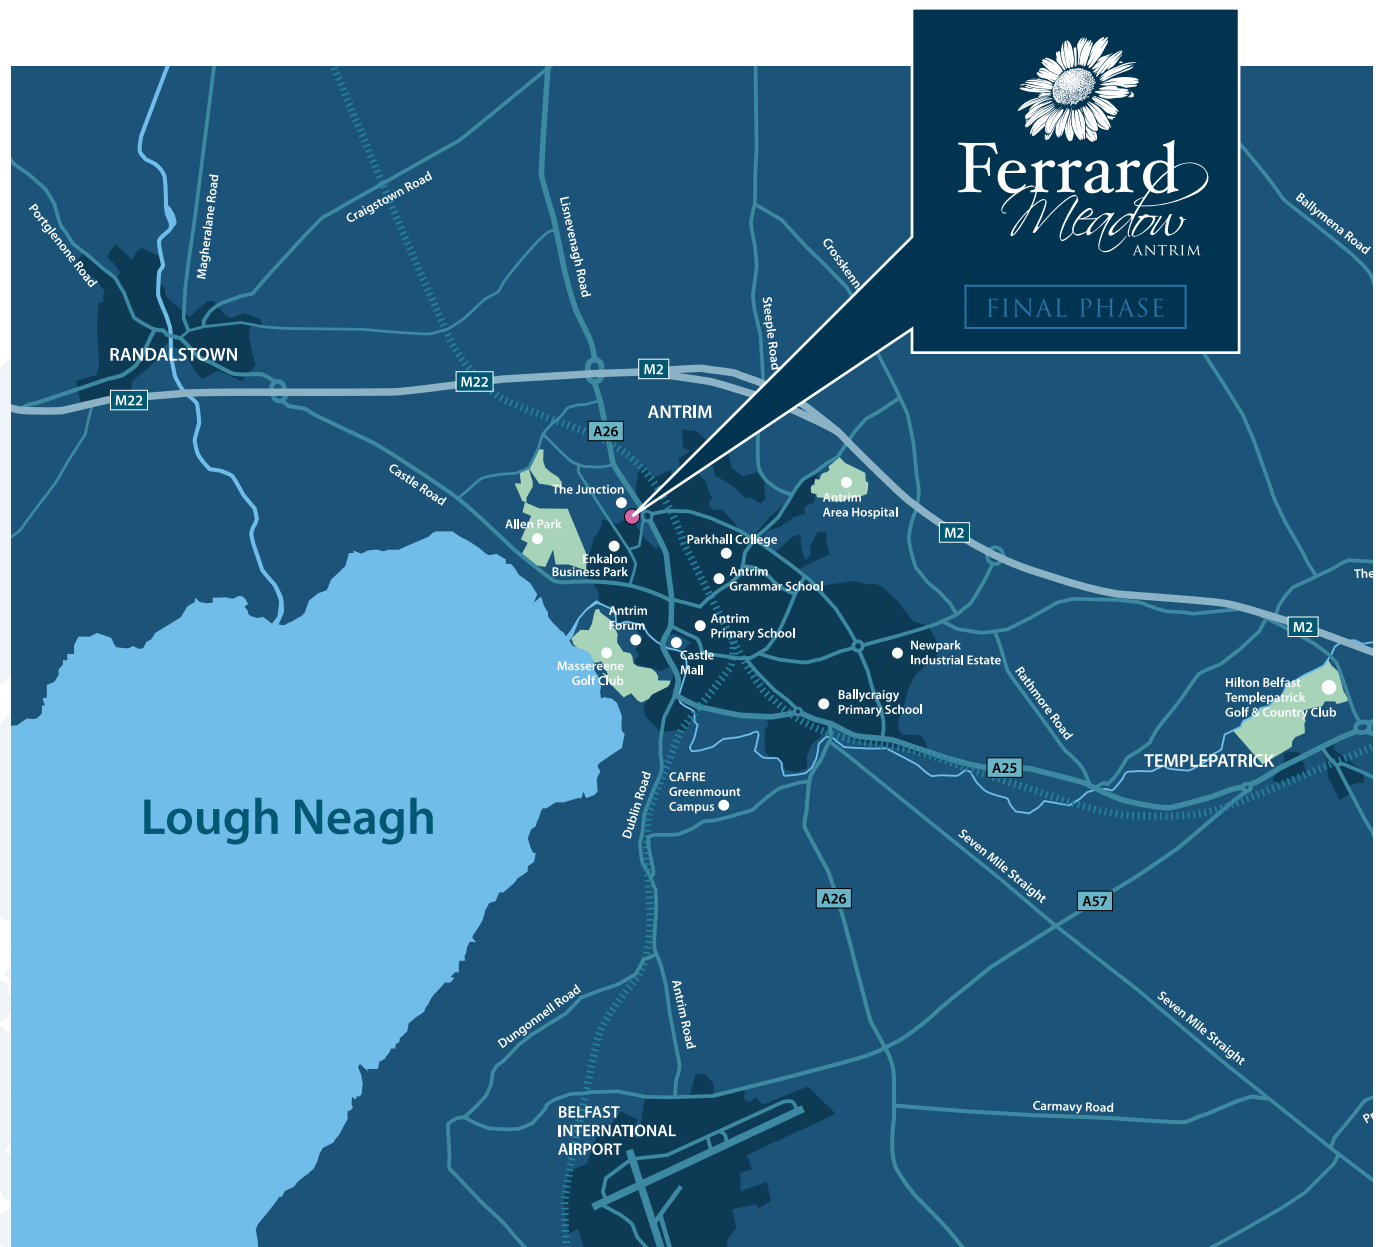 Ferrard
Meadow
ANTRIM
FINAL PHASE
Portglenone Road
Magheralane Road
Craigstown Road
Lisnevenagh Road
Steeple Road
Crosskenn
Ballymena Road
RANDALSTOWN
M22
M22
M2
ANTRIM
A26
Castle Road
The Junction
Allen Park
Enkalon
Business Park
Antrim
Area Hospital
Parkhall College
Antrim
Grammar School
M2
The
Antrim
Forum
Antrim
Primary School
Castle
Mall
Massereene
Golf Club
Newpark
Industrial Estate
Ballycraigy
Primary School
Rathmore Road
M2
Hilton Belfast
Templepatrick
Golf & Country Club
TEMPLEPATRICK
A25
Lough Neagh
Dublin Road
CAFRE
Greenmount
Campus
Seven Mile Straight
A26
A57
Dungonnell Road
Antrim Road
Seven Mile Straight
Carmavy Road
Pr
BELFAST
INTERNATIONAL
AIRPORT